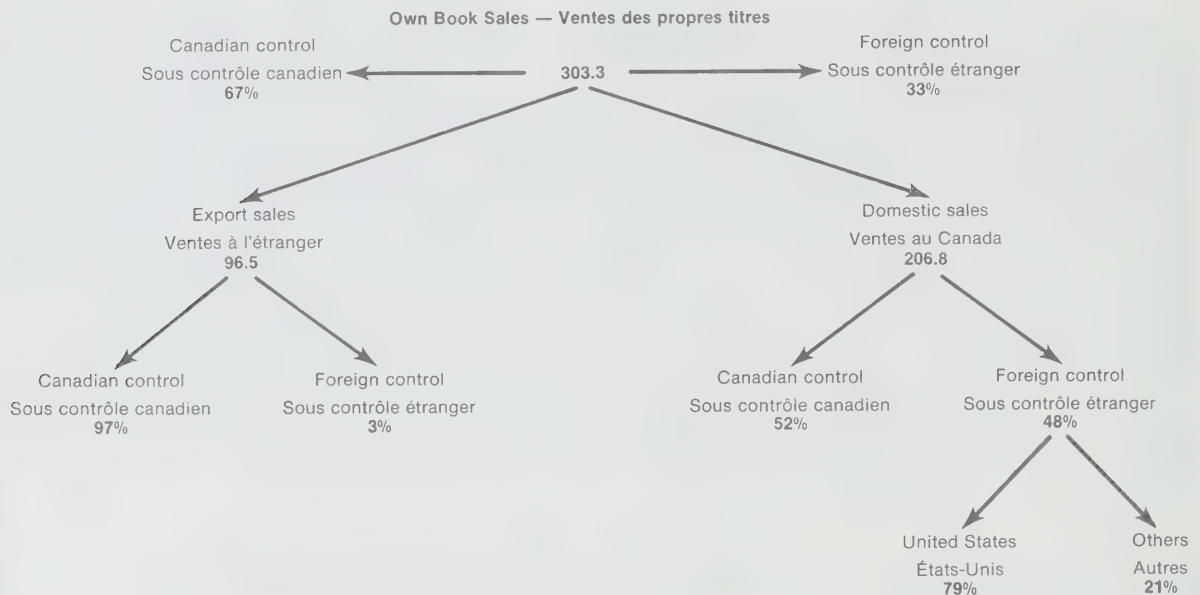 Own Book Sales — Ventes des propres titres
Canadian control
Sous contrôle canadien
67%
303.3
Foreign control
Sous contrôle étranger
33%
Export sales
Ventes à l'étranger
96.5
Domestic sales
Ventes au Canada
206.8
Canadian control
Sous contrôle canadien
97%
Foreign control
Sous contrôle étranger
3%
Canadian control
Sous contrôle canadien
52%
Foreign control
Sous contrôle étranger
48%
United States
États-Unis
79%
Others
Autres
21%